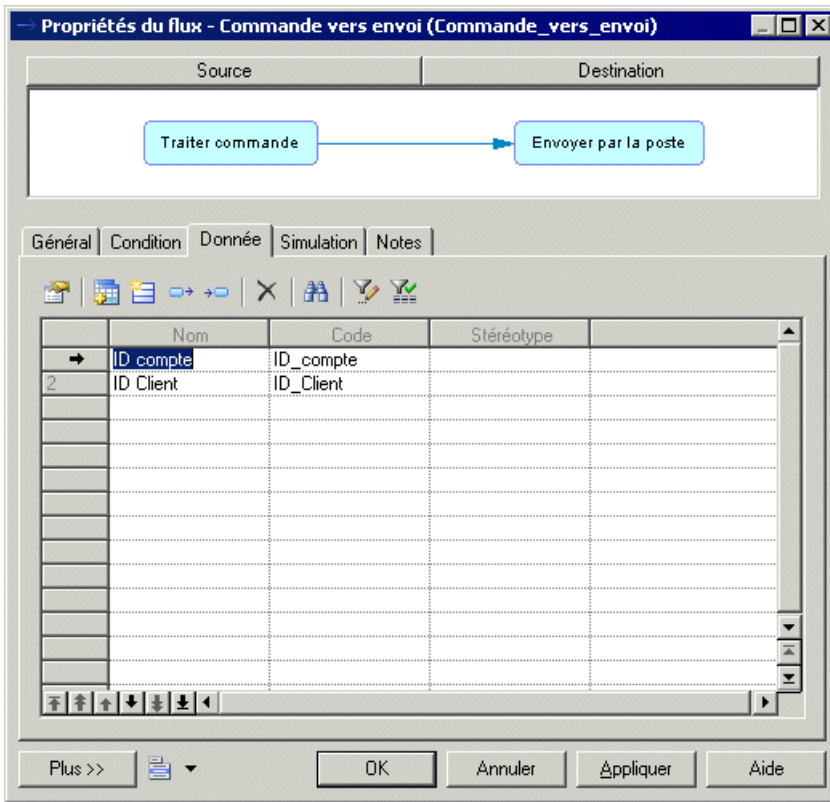 Propriétés du flux - Commande vers envoi (Commande_vers_envoi)
Source Destination
Traiter commande Envoyer par la poste
Général Condition Donnée Simulation Notes
Nom Code Stéréotype
ID compte ID_compte
2 ID Client ID_Client
Plus >> OK Annuler Appliquer Aide